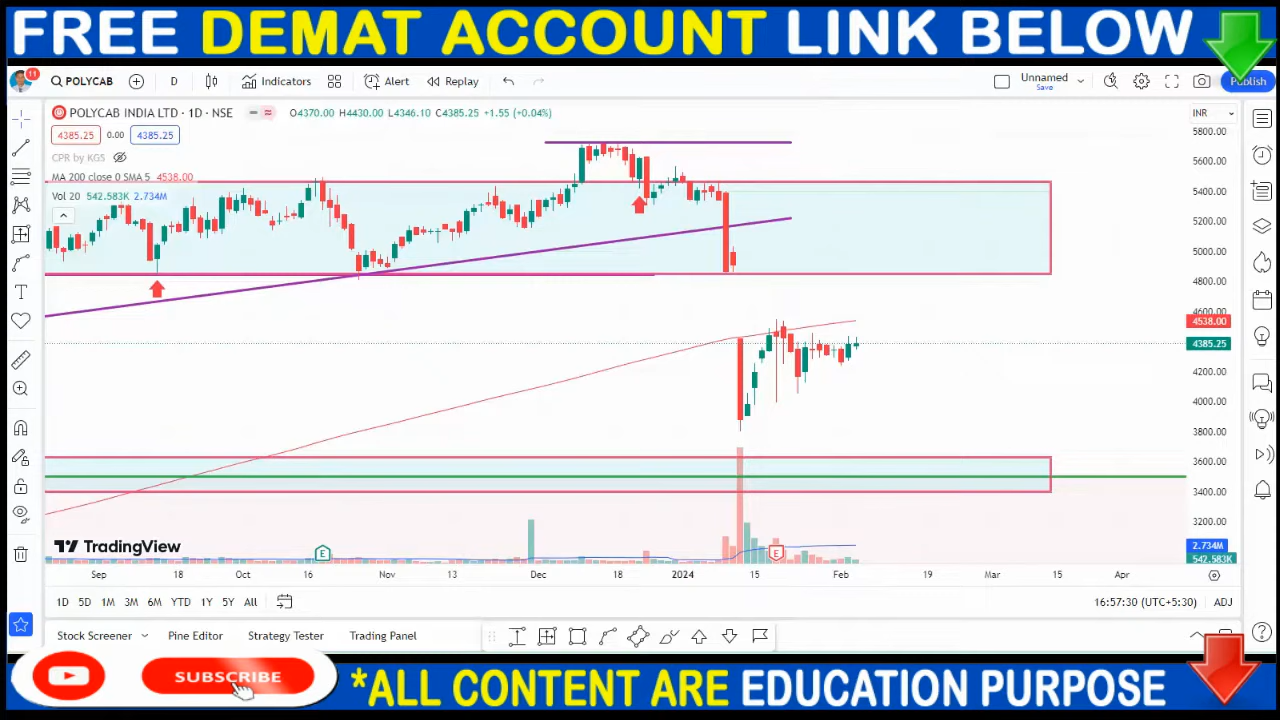 FREE DEMAT ACCOUNT LINK BELOW
11 POLYCAB D Indicators Alert Replay Unnamed Save Publish
POLYCAB INDIA LTD · 1D · NSE O4370.00 H4430.00 L4346.10 C4385.25 +1.55 (+0.04%) INR
4385.25 0.00 4385.25
CPR by KGS
MA 200 close 0 SMA 5 4538.00
Vol 20 542.583K 2.734M
5800.00
5600.00
5400.00
5200.00
5000.00
4800.00
4600.00
4538.00
4385.25
4200.00
4000.00
3800.00
3600.00
3400.00
3200.00
2.734M
542.583K
E E
TradingView
Sep 18 Oct 16 Nov 13 Dec 18 2024 15 Feb 19 Mar 15 Apr
1D 5D 1M 3M 6M YTD 1Y 5Y All 16:57:30 (UTC+5:30) ADJ
Stock Screener Pine Editor Strategy Tester Trading Panel
SUBSCRIBE
*ALL CONTENT ARE EDUCATION PURPOSE